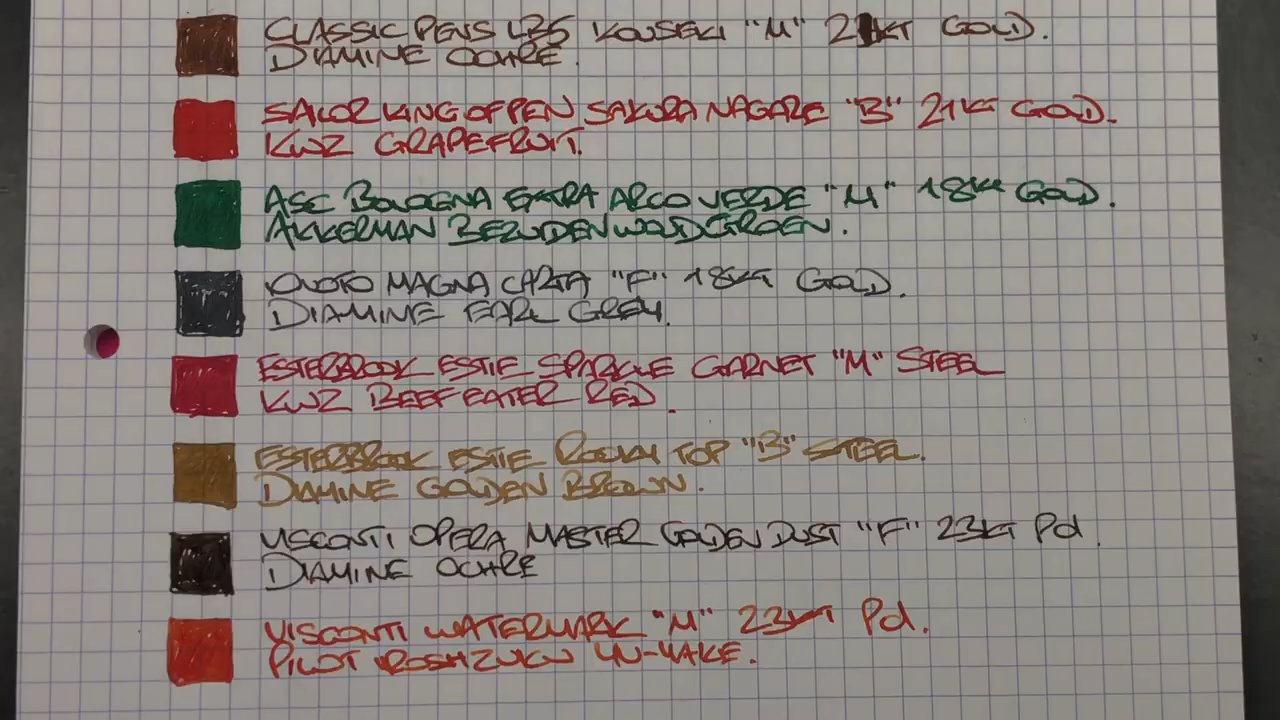 CLASSIC PENS LB5 KOUSEKI "M" 21KT GOLD.
DIAMINE OCHRE.
SAILOR KING OF PEN SAKURA NAGARE "B" 21KT GOLD.
KWZ GRAPEFRUIT.
ASC BOLOGNA EXTRA ARCO VERDE "M" 18KT GOLD.
AKKERMAN BEZUIDENWOUDGROEN.
MAGNA CARTA "F" 18KT GOLD.
DIAMINE EARL GREY.
ESTERBROOK ESTIE SPARKLE GARNET "M" STEEL
KWZ BEEFEATER RED.
ESTERBROOK ESTIE ROCKY TOP "B" STEEL.
DIAMINE GOLDEN BROWN.
VISCONTI OPERA MASTER GOLDEN DUST "F" 23KT Pd.
DIAMINE OCHRE
VISCONTI WATERMARK "M" 23KT Pd.
PILOT IROSHIZUKU YU-YAKE.